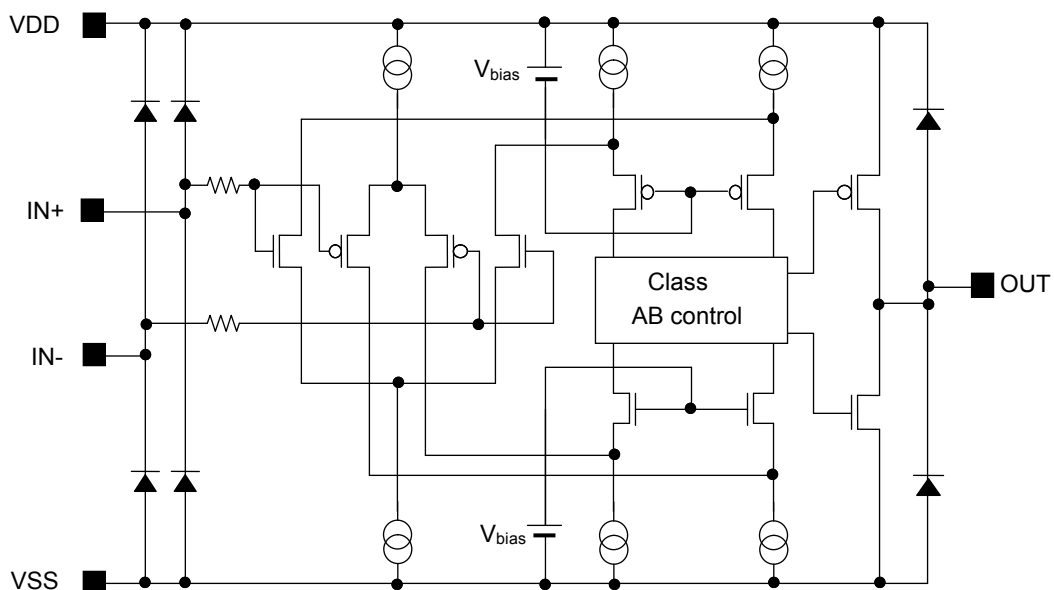 VDD
Vbias
IN+
Class
AB control
OUT
IN-
Vbias
VSS